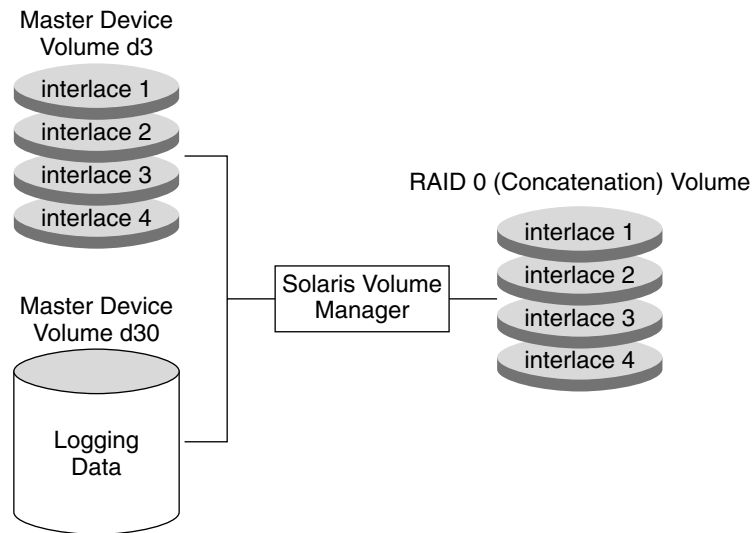 Master Device
Volume d3
interlace 1
interlace 2
interlace 3
interlace 4
Master Device
Volume d30
Logging
Data
Solaris Volume
Manager
RAID 0 (Concatenation) Volume
interlace 1
interlace 2
interlace 3
interlace 4